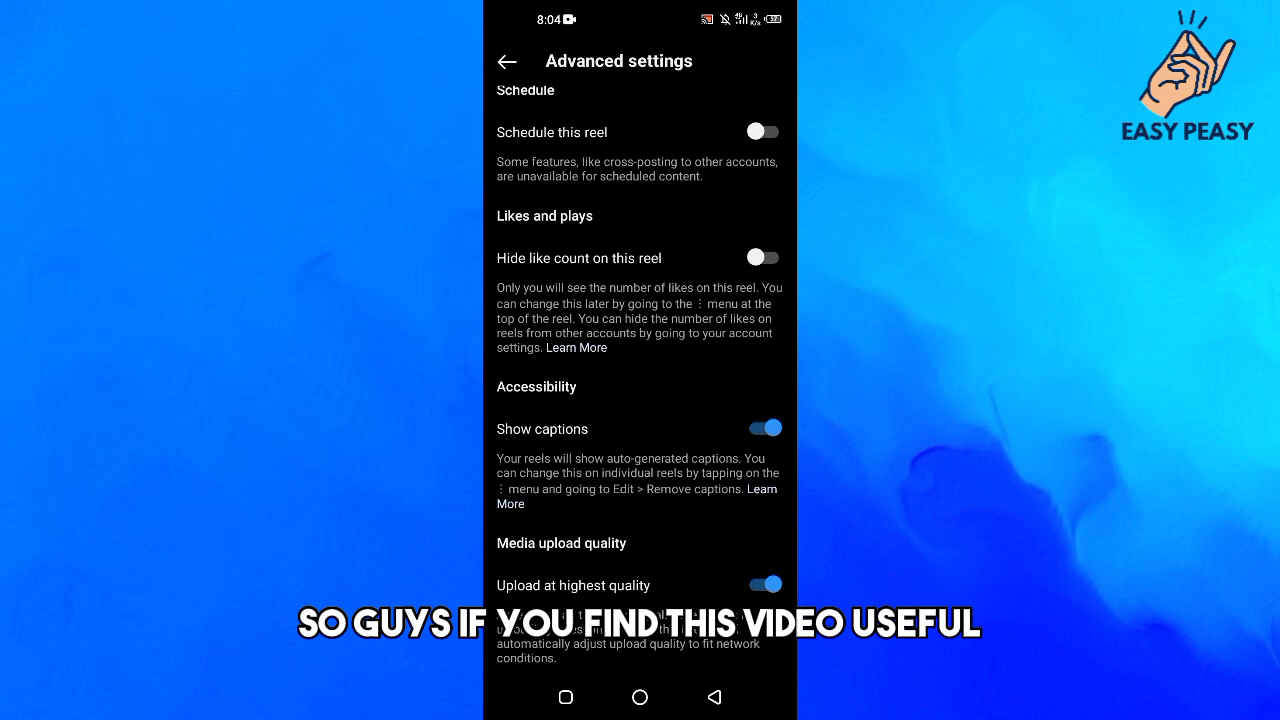 8:04
57
Advanced settings
EASY PEASY
Schedule
Schedule this reel
Some features, like cross-posting to other accounts,
are unavailable for scheduled content.
Likes and plays
Hide like count on this reel
Only you will see the number of likes on this reel. You
can change this later by going to the ⋮ menu at the
top of the reel. You can hide the number of likes on
reels from other accounts by going to your account
settings. Learn More
Accessibility
Show captions
Your reels will show auto-generated captions. You
can change this on individual reels by tapping on the
⋮ menu and going to Edit > Remove captions. Learn
More
Media upload quality
Upload at highest quality
SO GUYS IF YOU FIND THIS VIDEO USEFUL
automatically adjust upload quality to fit network
conditions.